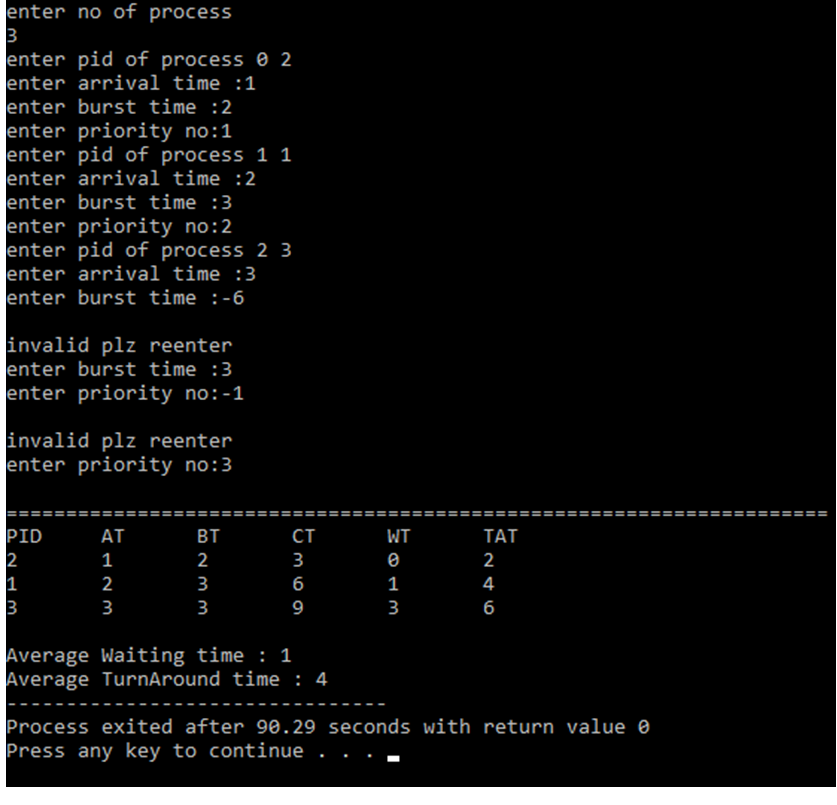 enter no of process
3
enter pid of process 0 2
enter arrival time :1
enter burst time :2
enter priority no:1
enter pid of process 1 1
enter arrival time :2
enter burst time :3
enter priority no:2
enter pid of process 2 3
enter arrival time :3
enter burst time :-6
invalid plz reenter
enter burst time :3
enter priority no:-1
invalid plz reenter
enter priority no:3
=====================================================================
PID AT BT CT WT TAT
2 1 2 3 0 2
1 2 3 6 1 4
3 3 3 9 3 6
Average Waiting time : 1
Average TurnAround time : 4
--------------------------------
Process exited after 90.29 seconds with return value 0
Press any key to continue . . .